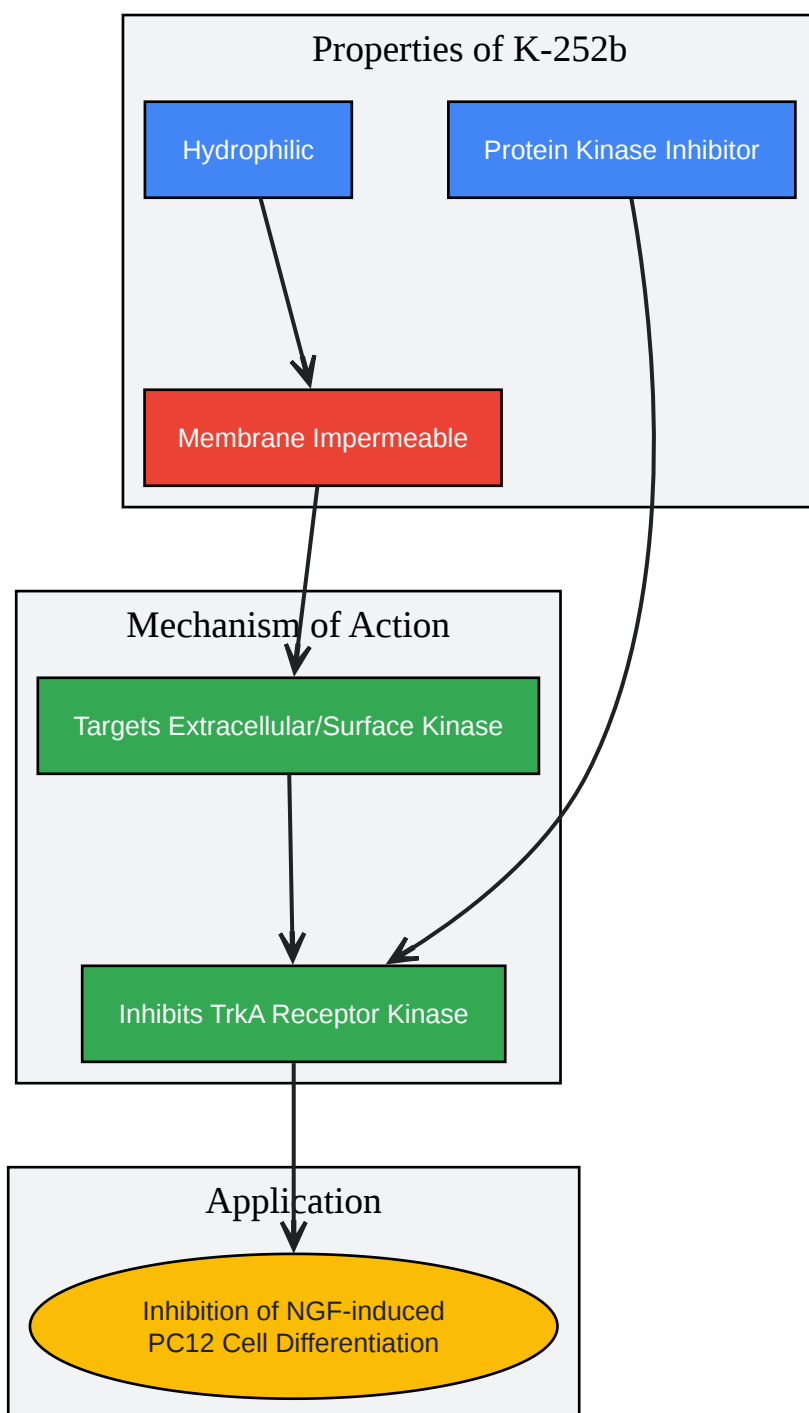 Properties of K-252b
Hydrophilic
Protein Kinase Inhibitor
Membrane Impermeable
Mechanism of Action
Targets Extracellular/Surface Kinase
Inhibits TrkA Receptor Kinase
Application
Inhibition of NGF-induced
PC12 Cell Differentiation